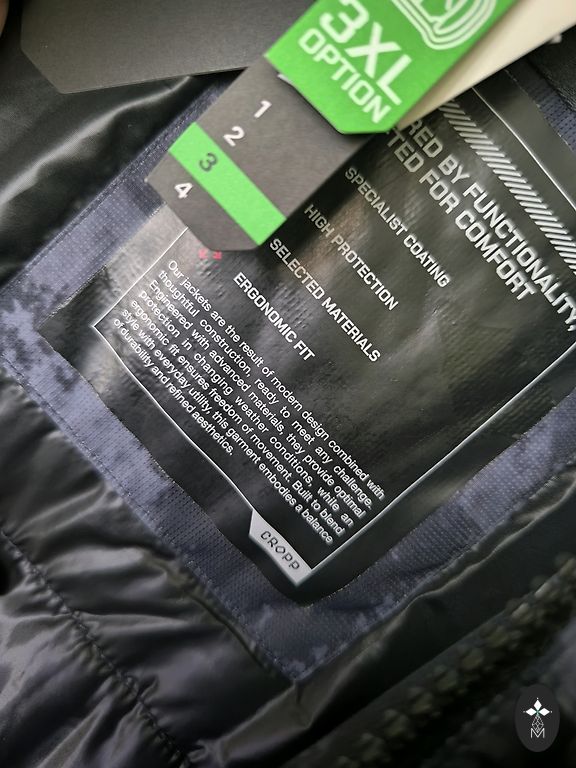 3XL
OPTION
1
2
3
4
RED BY FUNCTIONALITY,
TED FOR COMFORT
SPECIALIST COATING
HIGH PROTECTION
SELECTED MATERIALS
ERGONOMIC FIT
Our jackets are the result of modern design combined with
thoughtful construction, ready to meet any challenge.
Engineered with advanced materials, they provide optimal
protection in changing weather conditions, while an
ergonomic fit ensures freedom of movement. Built to blend
style with everyday utility, this garment embodies a balance
of durability and refined aesthetics.
CROPP
M